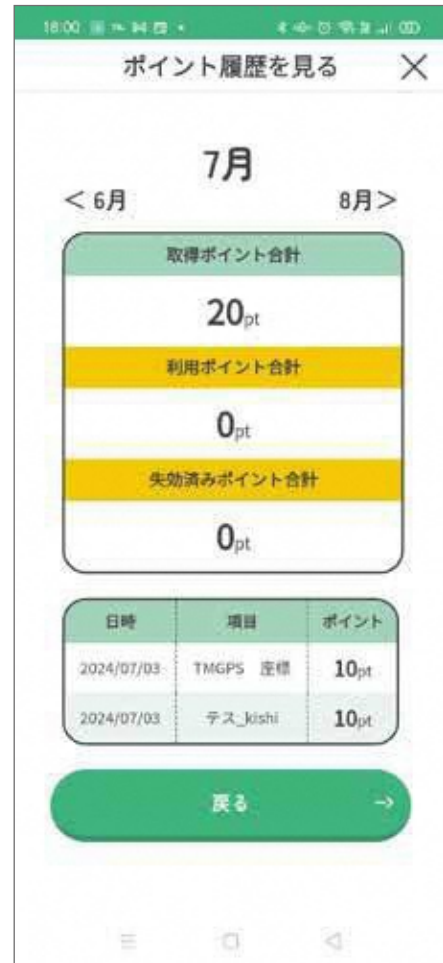 18:00
ポイント履歴を見る ×
7月
< 6月 8月 >
取得ポイント合計
20pt
利用ポイント合計
0pt
失効済みポイント合計
0pt
日時 項目 ポイント
2024/07/03 TMGPS 座標 10pt
2024/07/03 テス_kishi 10pt
戻る →